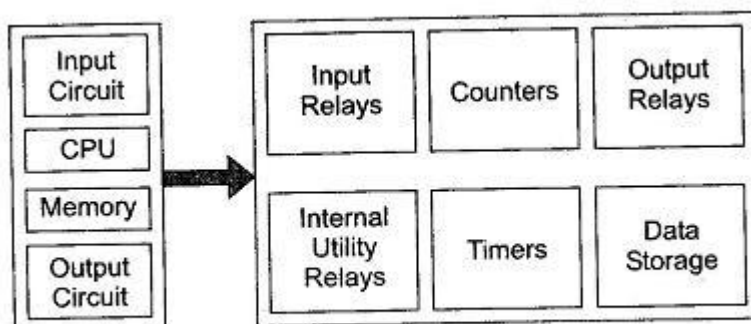 Input
Circuit
CPU
Memory
Output
Circuit
Input
Relays
Counters
Output
Relays
Internal
Utility
Relays
Timers
Data
Storage